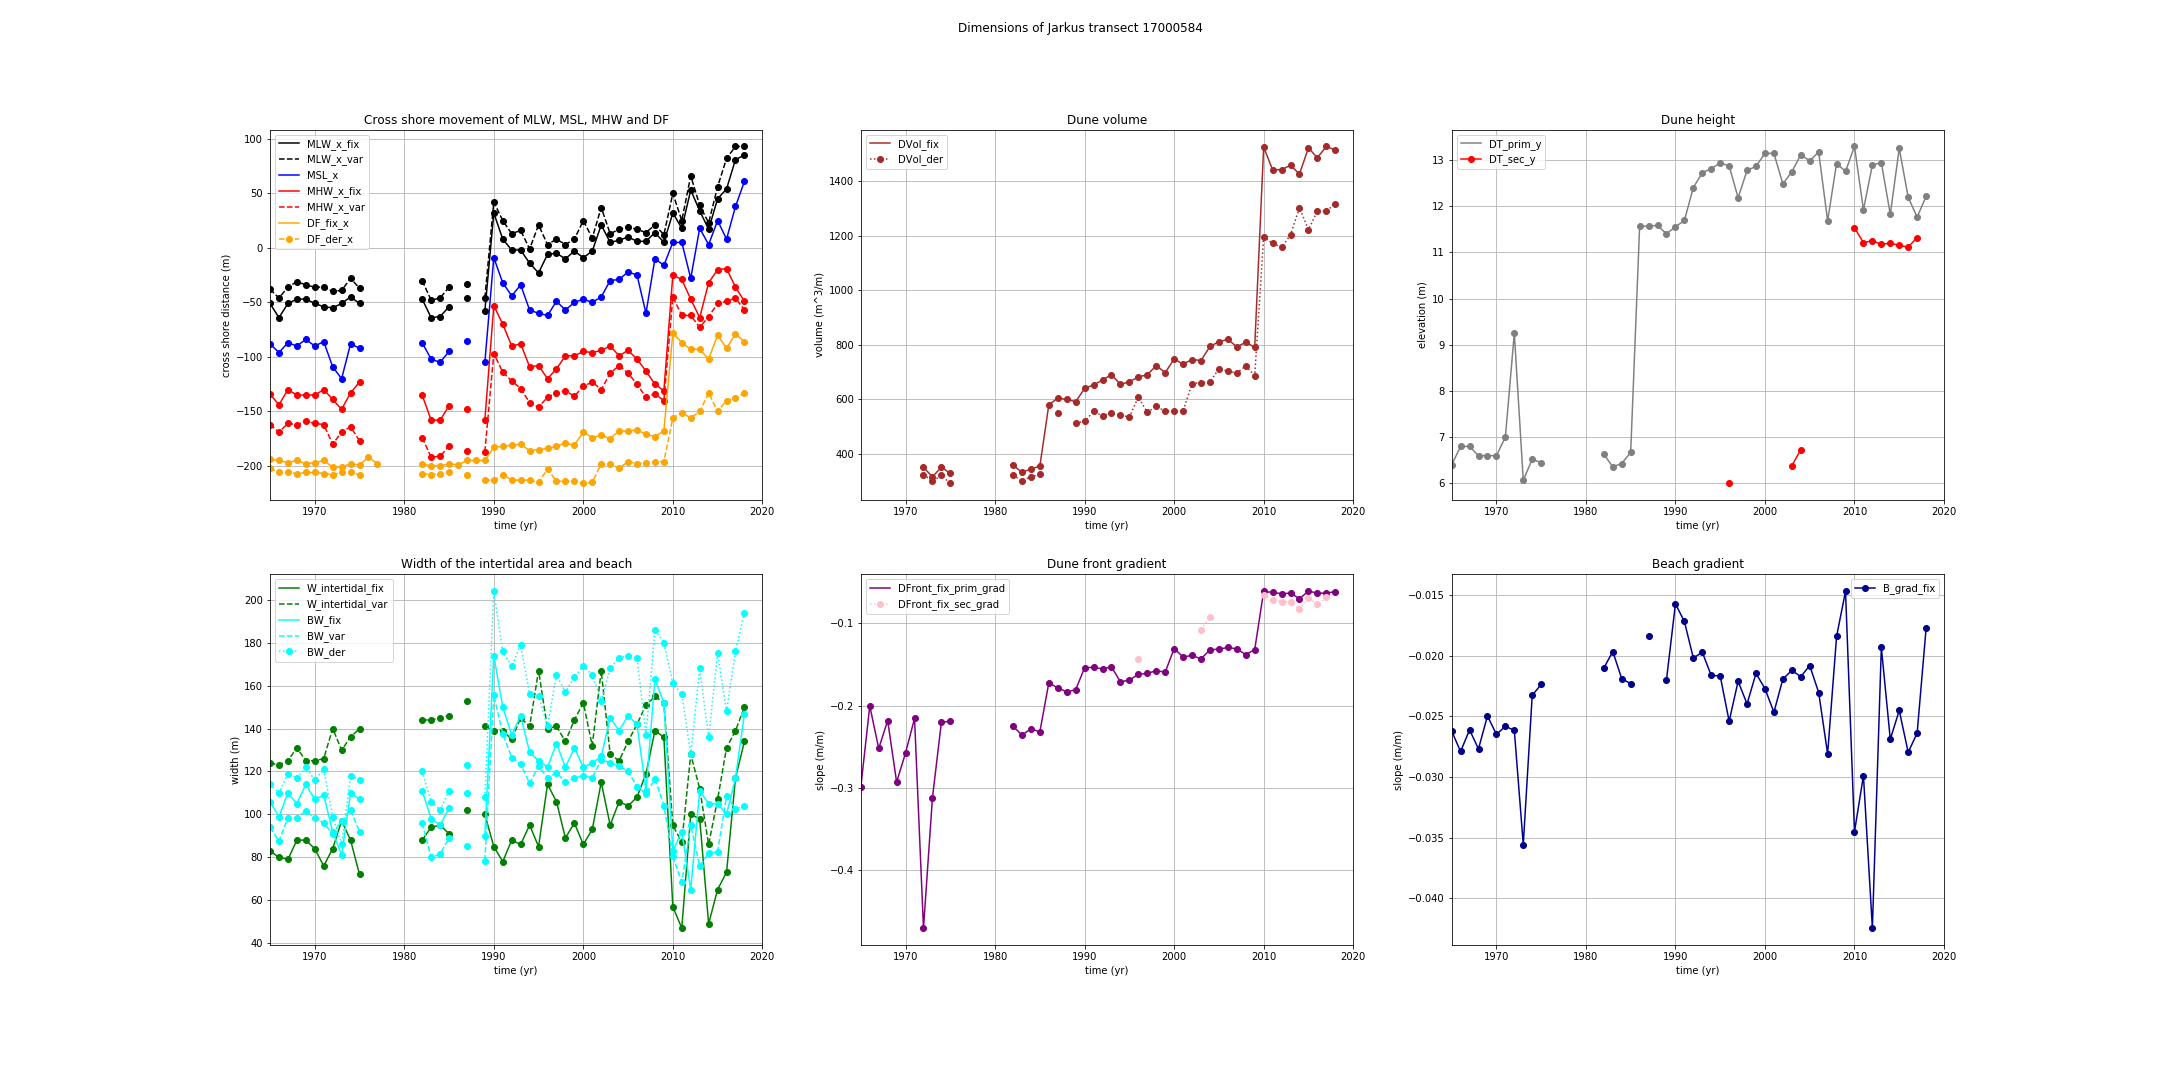 Dimensions of Jarkus transect 17000584
Cross shore movement of MLW, MSL, MHW and DF
MLW_x_fix
MLW_x_var
MSL_x
MHW_x_fix
MHW_x_var
DF_fix_x
DF_der_x
cross shore distance (m)
100
50
0
−50
−100
−150
−200
1970
1980
1990
2000
2010
2020
time (yr)
Dune volume
DVol_fix
DVol_der
volume (m^3/m)
1400
1200
1000
800
600
400
1970
1980
1990
2000
2010
2020
time (yr)
Dune height
DT_prim_y
DT_sec_y
elevation (m)
13
12
11
10
9
8
7
6
1970
1980
1990
2000
2010
2020
time (yr)
Width of the intertidal area and beach
W_intertidal_fix
W_intertidal_var
BW_fix
BW_var
BW_der
width (m)
200
180
160
140
120
100
80
60
40
1970
1980
1990
2000
2010
2020
time (yr)
Dune front gradient
DFront_fix_prim_grad
DFront_fix_sec_grad
slope (m/m)
−0.1
−0.2
−0.3
−0.4
1970
1980
1990
2000
2010
2020
time (yr)
Beach gradient
B_grad_fix
slope (m/m)
−0.015
−0.020
−0.025
−0.030
−0.035
−0.040
1970
1980
1990
2000
2010
2020
time (yr)